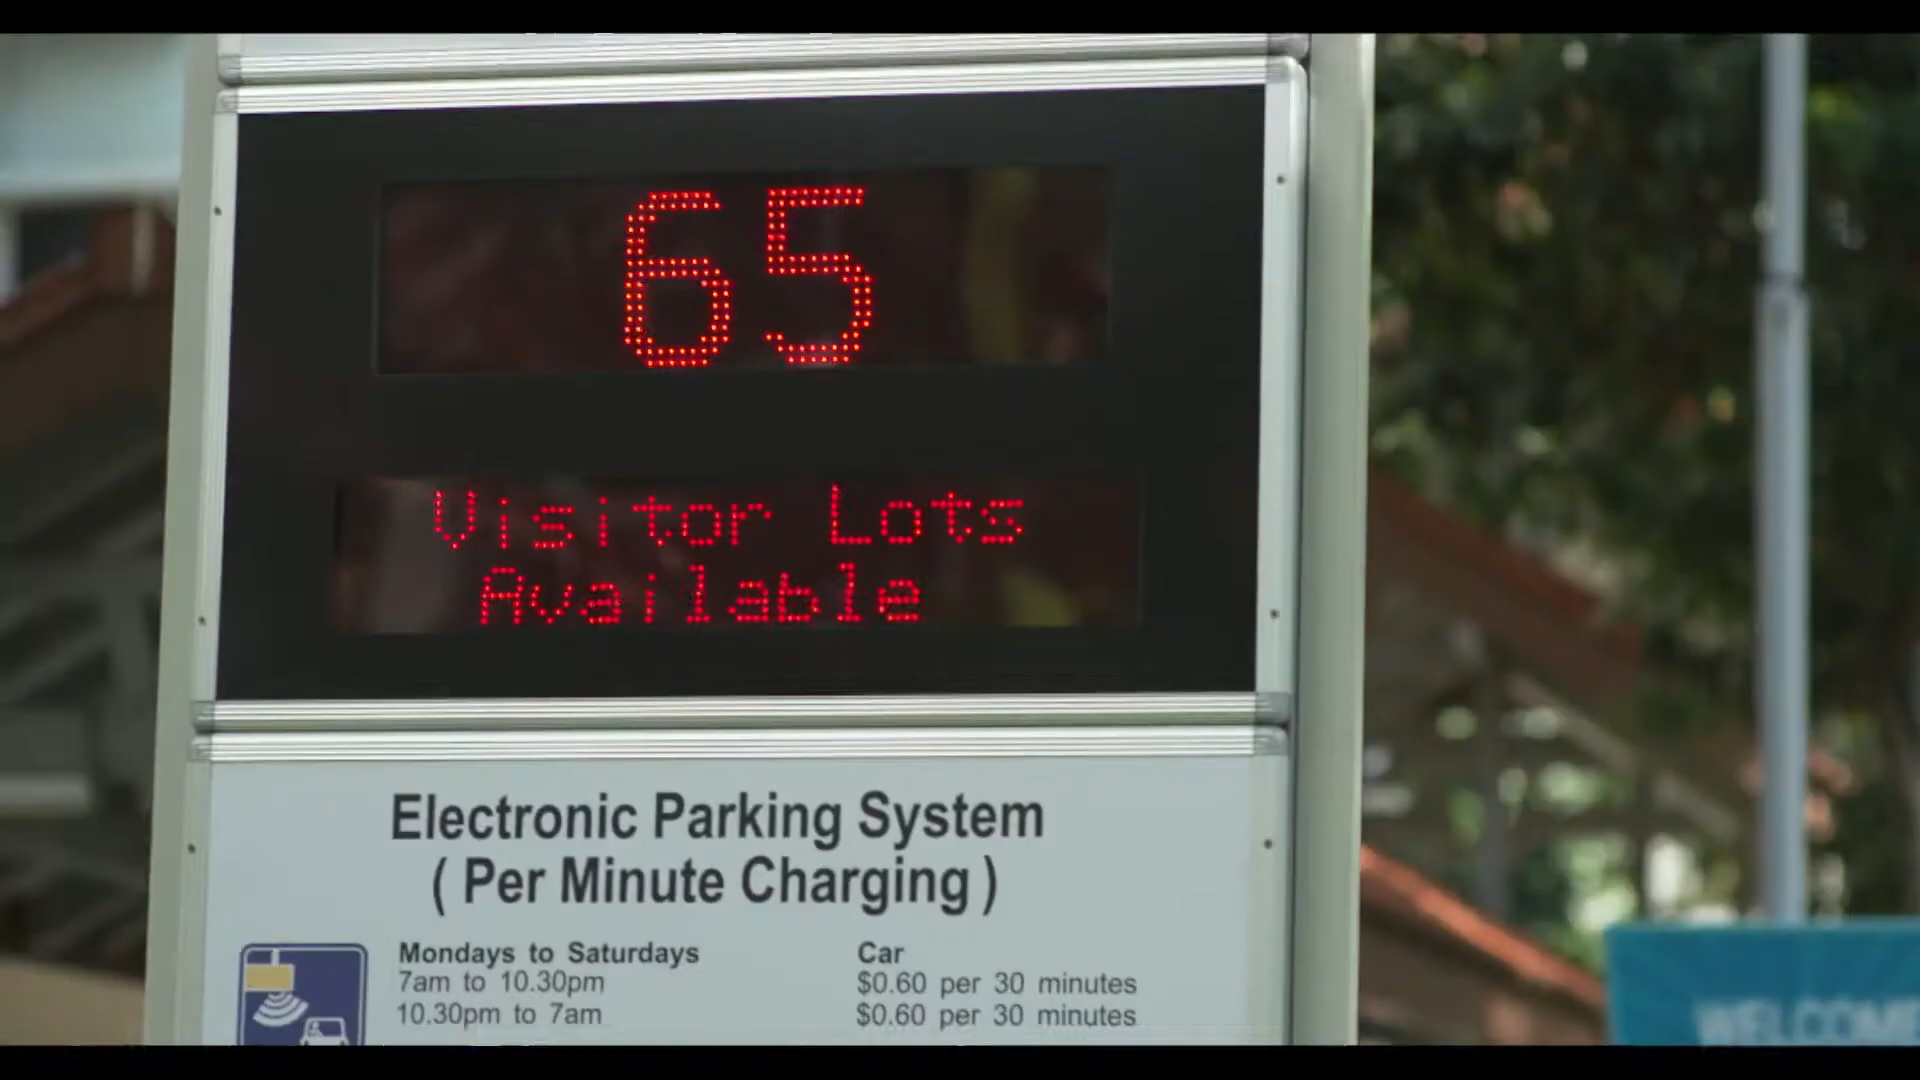 65
Visitor Lots
Available
Electronic Parking System
( Per Minute Charging )
Mondays to Saturdays Car
7am to 10.30pm $0.60 per 30 minutes
10.30pm to 7am $0.60 per 30 minutes
WELCOME